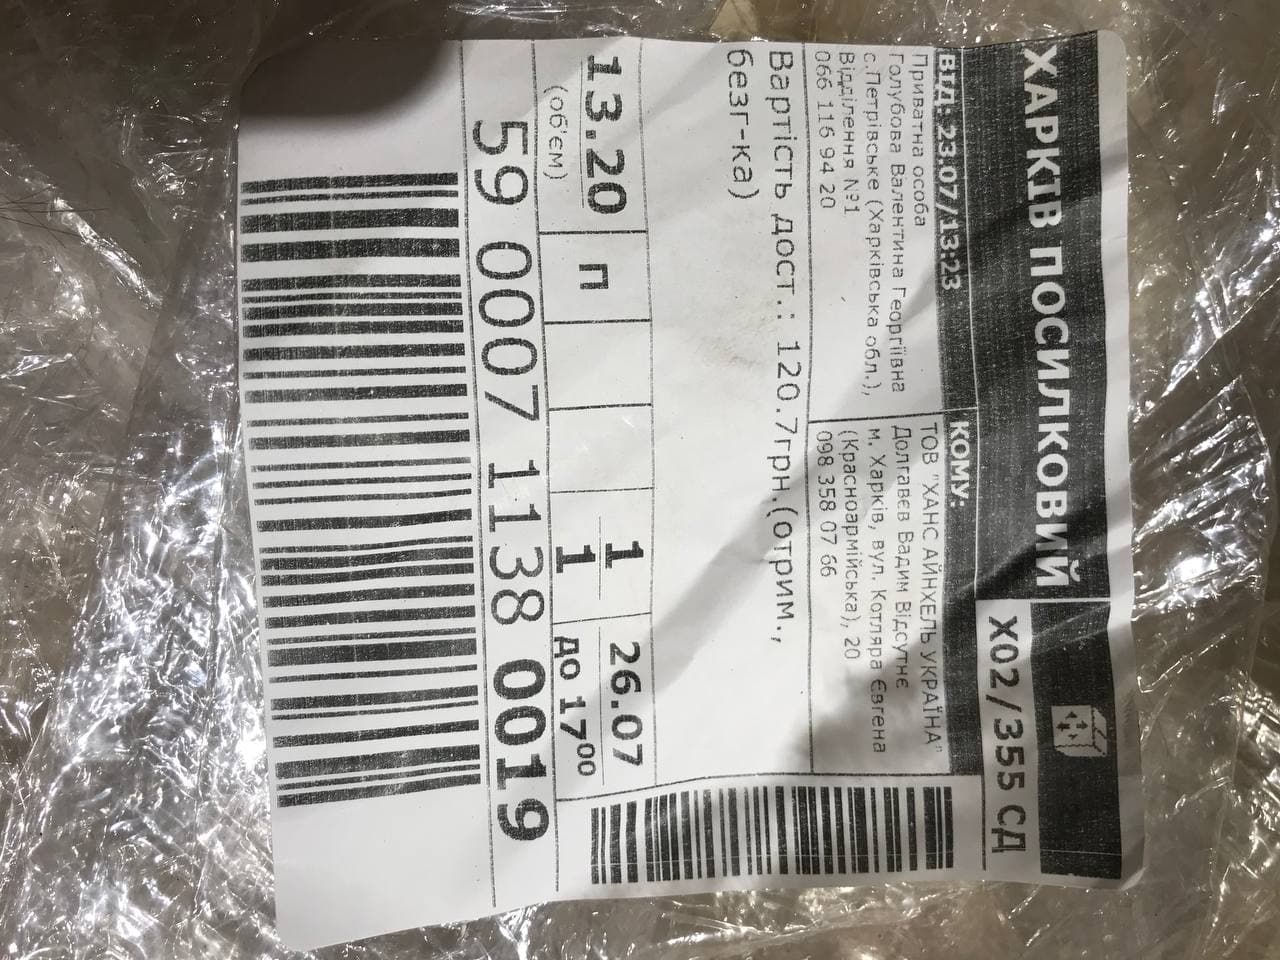 ХАРКІВ ПОСИЛКОВИЙ
Х02/355 СД
ВІД: 23.07/13:23
Приватна особа
Голубова Валентина Георгіївна
с.Петрівське (Харківська обл.),
Відділення №1
066 116 94 20
КОМУ:
ТОВ "ХАНС АЙНХЕЛЬ УКРАЇНА"
Долгавєв Вадим Відсутнє
м. Харків, вул. Котляра Євгена
(Красноармійська), 20
098 358 07 66
Вартість дост.: 120.7грн.(отрим.,
безг-ка)
13.20
(об'єм)
П
1
1
26.07
до 17⁰⁰
59 0007 1138 0019